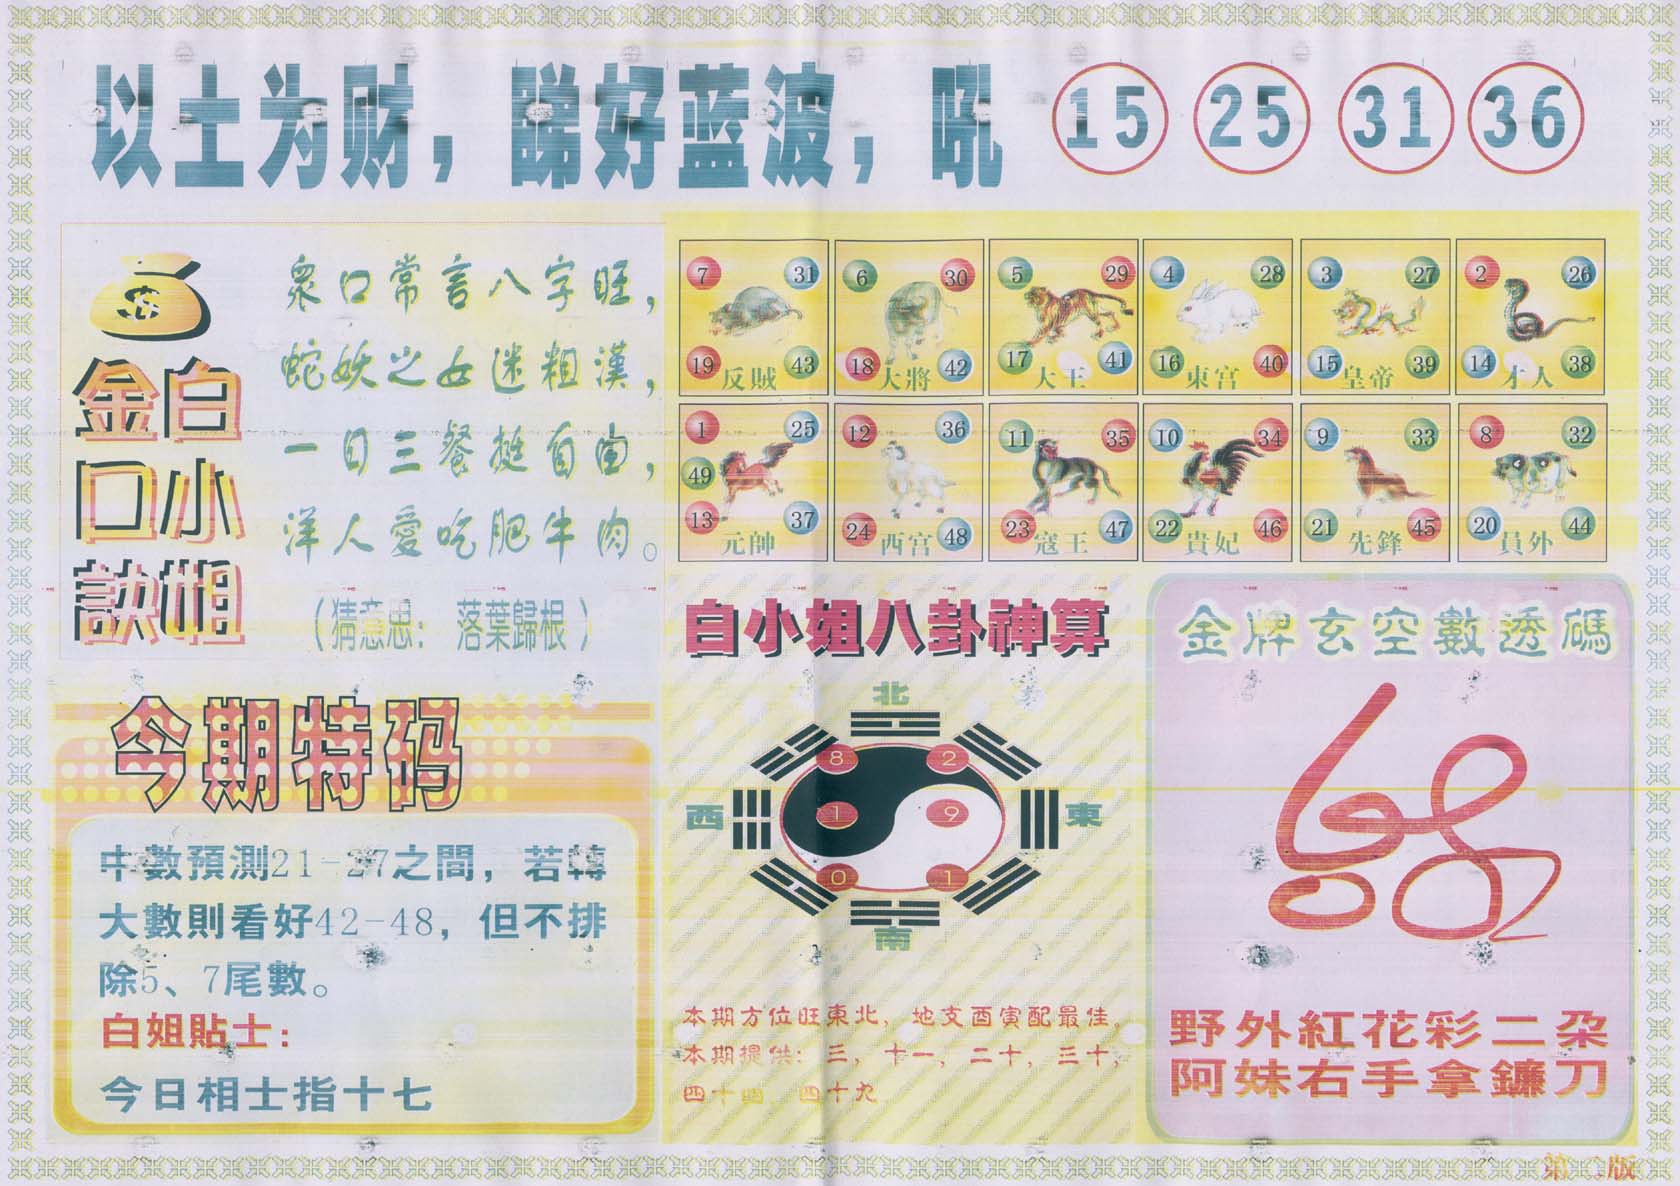 以土为财，睇好蓝波，吼 15 25 31 36
金口訣
白小姐
眾口常言八字旺，
蛇妖之女迷粗漢，
一日三餐挺自由，
洋人愛吃肥牛肉。
（猜意思：落葉歸根）
7 31 19 43 反賊
6 30 18 42 大將
5 29 17 41 大王
4 28 16 40 東宫
3 27 15 39 皇帝
2 26 14 38 才人
1 25 49 13 37 元帥
12 36 24 48 西宫
11 35 23 47 寇王
10 34 22 46 貴妃
9 33 21 45 先鋒
8 32 20 44 員外
今期特码
中數預測21-27之間，若轉
大數則看好42-48，但不排
除5、7尾數。
白姐貼士：
今日相士指十七
白小姐八卦神算
北
8 2
西 1 9 東
0 1
南
本期方位旺東北，地支酉寅配最佳。
本期提供：三，十一，二十，三十，
四十四，四十九
金牌玄空數透碼
野外紅花彩二朵
阿妹右手拿鐮刀
第二版